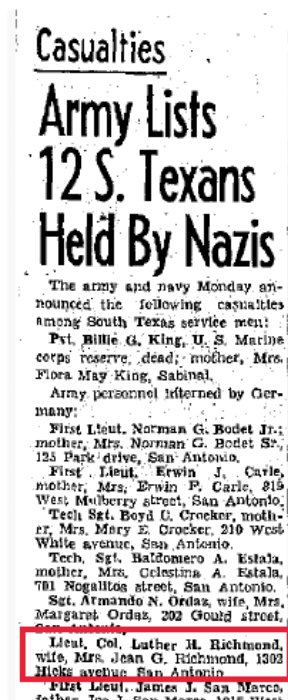 Casualties
Army Lists
12 S. Texans
Held By Nazis
The army and navy Monday an-
nounced the following casualties
among South Texas service men:
Pvt. Billie G. King, U. S. Marine
corps reserve, dead; mother, Mrs.
Flora May King, Sabinal.
Army personnel interned by Ger-
many:
First Lieut. Norman G. Bodet Jr.;
mother, Mrs. Norman G. Bodet Sr.,
125 Park drive, San Antonio.
First Lieut. Erwin J. Carle,
mother, Mrs. Erwin P. Carle, 819
West Mulberry street, San Antonio.
Tech Sgt. Boyd C. Crocker, moth-
er, Mrs. Mary E. Crocker, 210 West
White avenue, San Antonio.
Tech. Sgt. Baldomero A. Estala,
mother, Mrs. Celestina A. Estala,
701 Nogalitos street, San Antonio.
Sgt. Armando N. Ordaz, wife, Mrs.
Margaret Ordaz, 202 Gould street,
San Antonio.
Lieut. Col. Luther H. Richmond,
wife, Mrs. Jean G. Richmond, 1302
Hicks avenue San Antonio
First Lieut. James J. San Marco,